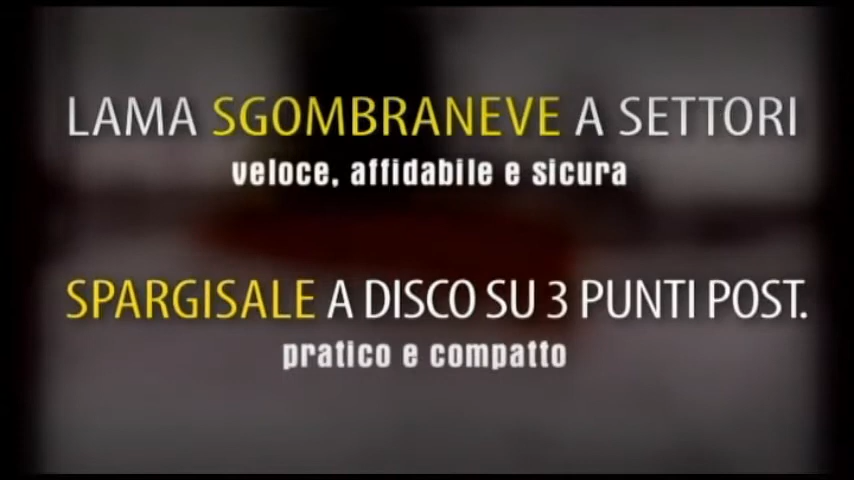 LAMA SGOMBRANEVE A SETTORI
veloce, affidabile e sicura
SPARGISALE A DISCO SU 3 PUNTI POST.
pratico e compatto